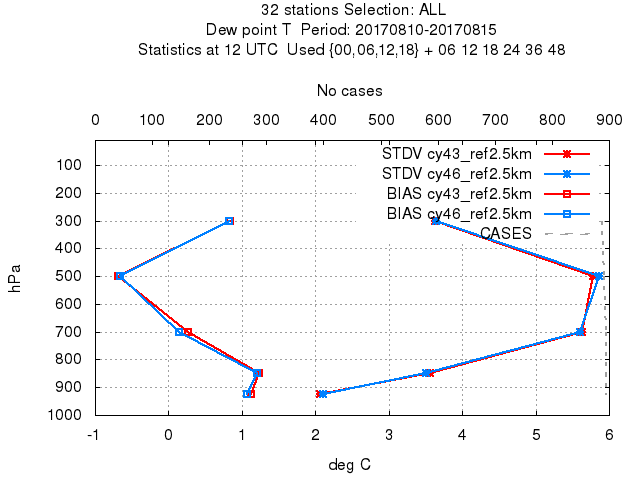 32 stations Selection: ALL
Dew point T  Period: 20170810-20170815
Statistics at 12 UTC  Used {00,06,12,18} + 06 12 18 24 36 48
No cases
0 100 200 300 400 500 600 700 800 900
STDV cy43_ref2.5km
STDV cy46_ref2.5km
BIAS cy43_ref2.5km
BIAS cy46_ref2.5km
CASES
100
200
300
400
500
600
700
800
900
1000
hPa
-1 0 1 2 3 4 5 6
deg C